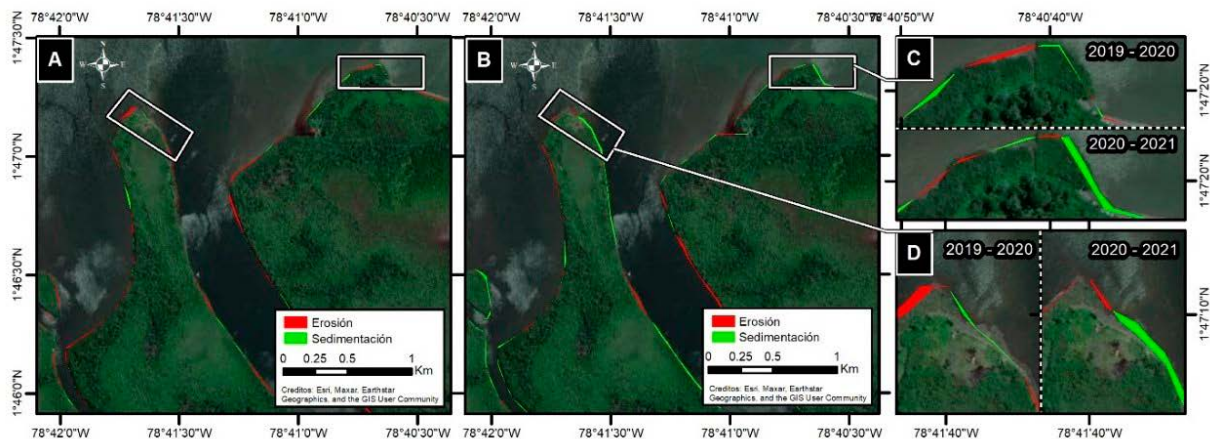 78°42'0"W 78°41'30"W 78°41'0"W 78°40'30"W 78°42'0"W 78°41'30"W 78°41'0"W 78°40'30"W 78°40'50"W 78°40'40"W
1°47'30"N
1°47'0"N
1°46'30"N
1°46'0"N
A
N
W E
S
Erosión
Sedimentación
0 0.25 0.5 1
Km
Creditos: Esri, Maxar, Earthstar
Geographics, and the GIS User Community
B
N
W E
S
Erosión
Sedimentación
0 0.25 0.5 1
Km
Creditos: Esri, Maxar, Earthstar
Geographics, and the GIS User Community
C
2019 - 2020
2020 - 2021
1°47'20"N
1°47'20"N
D
2019 - 2020
2020 - 2021
1°47'10"N
1°47'10"N
78°42'0"W 78°41'30"W 78°41'0"W 78°40'30"W 78°42'0"W 78°41'30"W 78°41'0"W 78°40'30"W 78°41'40"W 78°41'40"W